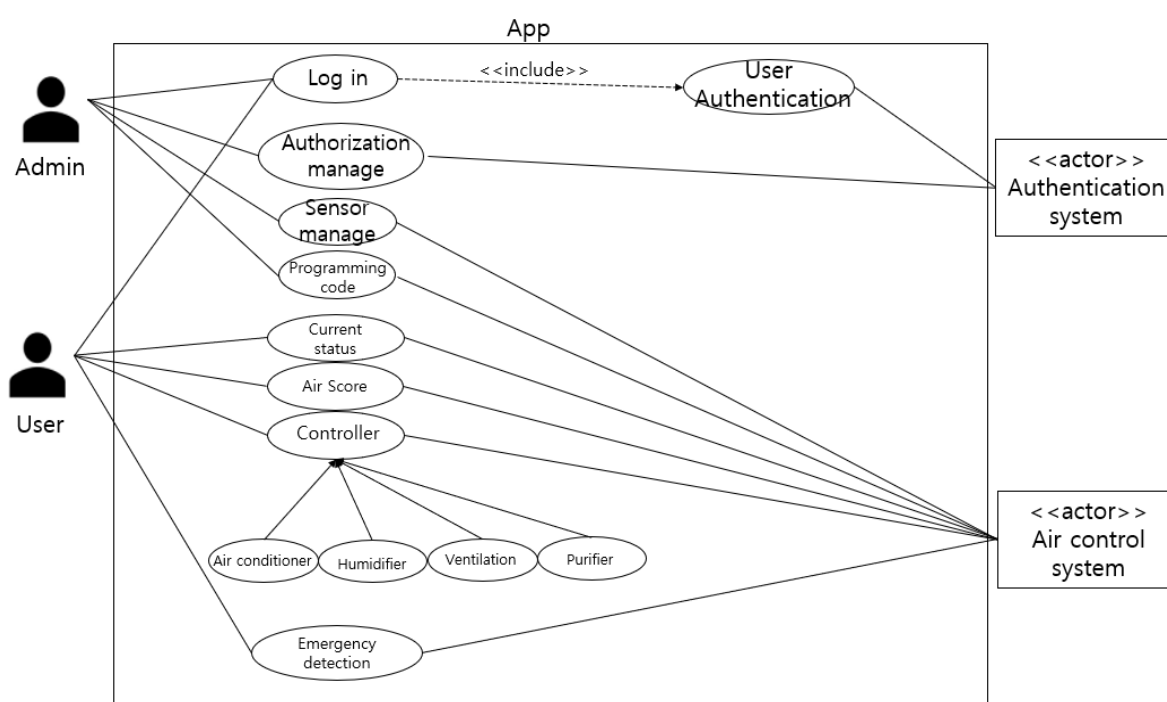 App
Log in
<<include>>
User
Authentication
Admin
Authorization
manage
<<actor>>
Authentication
system
Sensor
manage
Programming
code
Current
status
Air Score
User
Controller
<<actor>>
Air control
system
Air conditioner
Humidifier
Ventilation
Purifier
Emergency
detection